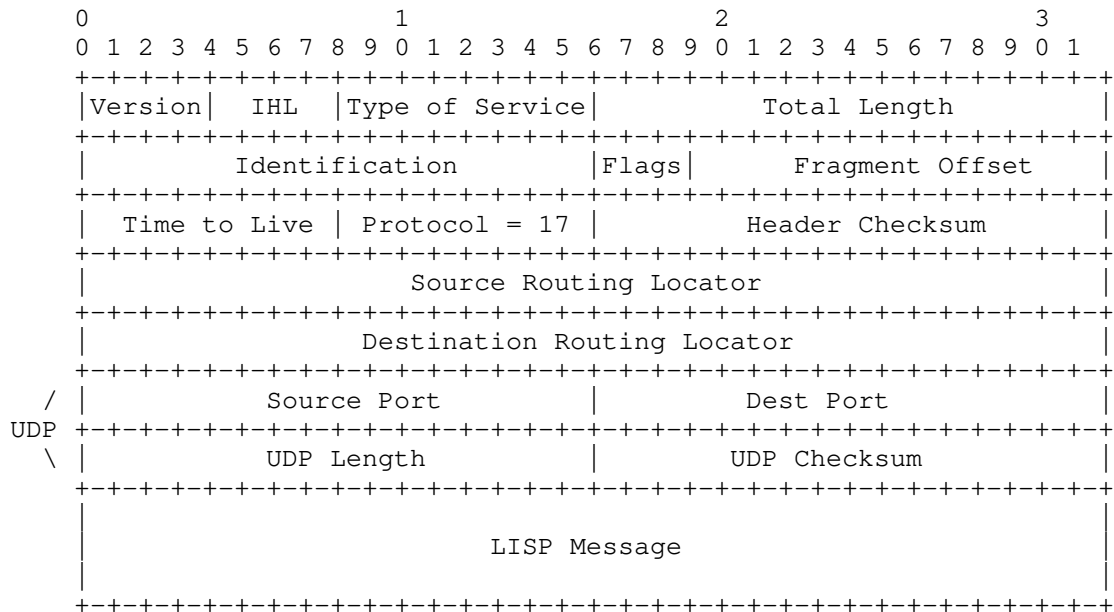 0                   1                   2                   3
0 1 2 3 4 5 6 7 8 9 0 1 2 3 4 5 6 7 8 9 0 1 2 3 4 5 6 7 8 9 0 1
+-+-+-+-+-+-+-+-+-+-+-+-+-+-+-+-+-+-+-+-+-+-+-+-+-+-+-+-+-+-+-+-+
|Version|  IHL  |Type of Service|          Total Length         |
+-+-+-+-+-+-+-+-+-+-+-+-+-+-+-+-+-+-+-+-+-+-+-+-+-+-+-+-+-+-+-+-+
|         Identification        |Flags|      Fragment Offset    |
+-+-+-+-+-+-+-+-+-+-+-+-+-+-+-+-+-+-+-+-+-+-+-+-+-+-+-+-+-+-+-+-+
|  Time to Live | Protocol = 17 |         Header Checksum       |
+-+-+-+-+-+-+-+-+-+-+-+-+-+-+-+-+-+-+-+-+-+-+-+-+-+-+-+-+-+-+-+-+
|                    Source Routing Locator                     |
+-+-+-+-+-+-+-+-+-+-+-+-+-+-+-+-+-+-+-+-+-+-+-+-+-+-+-+-+-+-+-+-+
|                 Destination Routing Locator                   |
+-+-+-+-+-+-+-+-+-+-+-+-+-+-+-+-+-+-+-+-+-+-+-+-+-+-+-+-+-+-+-+-+
/ |           Source Port         |         Dest Port             |
UDP +-+-+-+-+-+-+-+-+-+-+-+-+-+-+-+-+-+-+-+-+-+-+-+-+-+-+-+-+-+-+-+-+
\ |           UDP Length          |        UDP Checksum           |
+-+-+-+-+-+-+-+-+-+-+-+-+-+-+-+-+-+-+-+-+-+-+-+-+-+-+-+-+-+-+-+-+
|                                                               |
|                         LISP Message                          |
|                                                               |
+-+-+-+-+-+-+-+-+-+-+-+-+-+-+-+-+-+-+-+-+-+-+-+-+-+-+-+-+-+-+-+-+